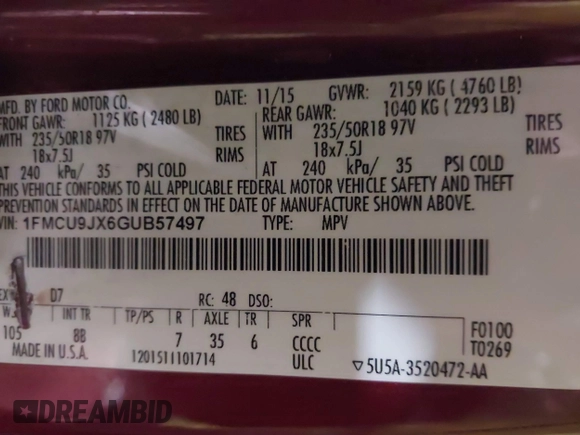 MFD. BY FORD MOTOR CO. DATE: 11/15 GVWR: 2159 KG ( 4760 LB)
FRONT GAWR: 1125 KG ( 2480 LB) REAR GAWR: 1040 KG ( 2293 LB)
WITH 235/50R18 97V TIRES WITH 235/50R18 97V TIRES
18x7.5J RIMS 18x7.5J RIMS
AT 240 kPa/ 35 PSI COLD AT 240 kPa/ 35 PSI COLD
THIS VEHICLE CONFORMS TO ALL APPLICABLE FEDERAL MOTOR VEHICLE SAFETY AND THEFT
PREVENTION STANDARDS IN EFFECT ON THE DATE OF MANUFACTURE SHOWN ABOVE.
VIN: 1FMCU9JX6GUB57497 TYPE: MPV
D7 RC: 48 DSO:
INT TR TP/PS R AXLE TR SPR F0100
105 8B 7 35 6 CCCC T0269
MADE IN U.S.A. 1201511101714 ULC ▽5U5A-3520472-AA
DREAMBID